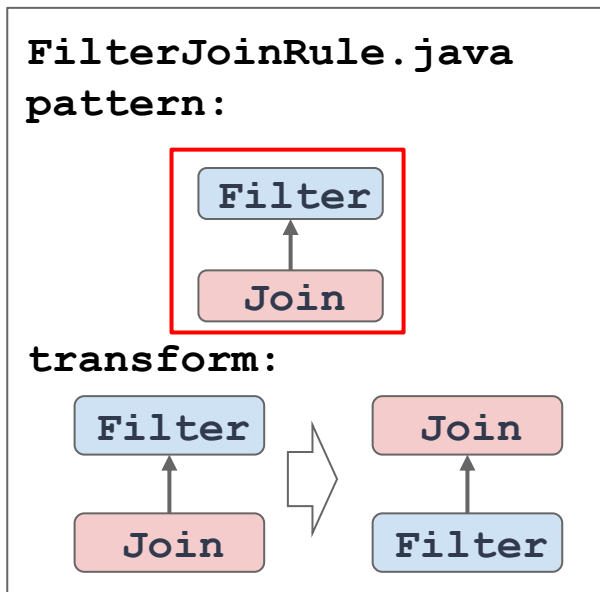 FilterJoinRule.java
pattern:
Filter
Join
transform:
Filter
Join
Join
Filter